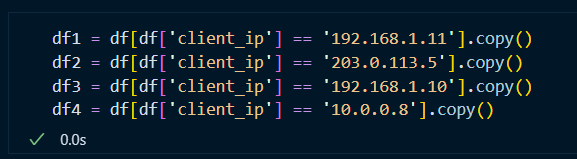 df1 = df[df['client_ip'] == '192.168.1.11'].copy()
df2 = df[df['client_ip'] == '203.0.113.5'].copy()
df3 = df[df['client_ip'] == '192.168.1.10'].copy()
df4 = df[df['client_ip'] == '10.0.0.8'].copy()
0.0s